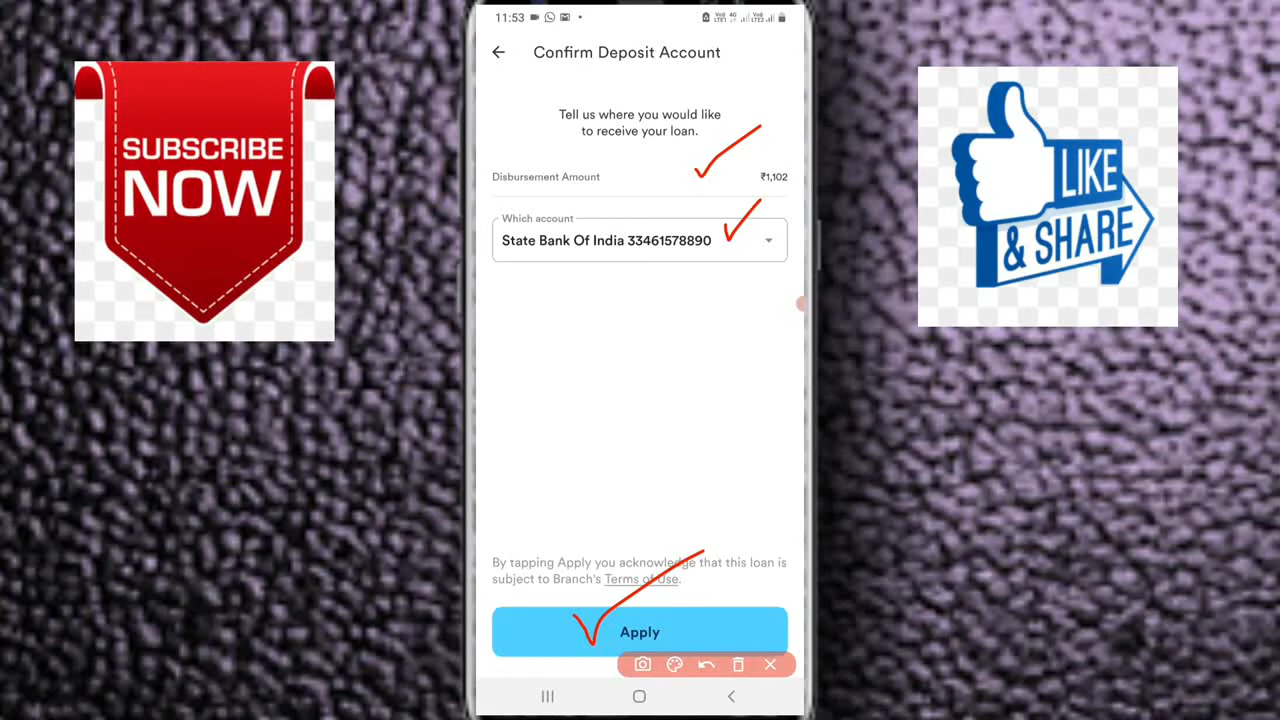 SUBSCRIBE
NOW
11:53
Confirm Deposit Account
Tell us where you would like
to receive your loan.
Disbursement Amount ₹1,102
Which account
State Bank Of India 33461578890
By tapping Apply you acknowledge that this loan is
subject to Branch's Terms of Use.
Apply
LIKE
& SHARE